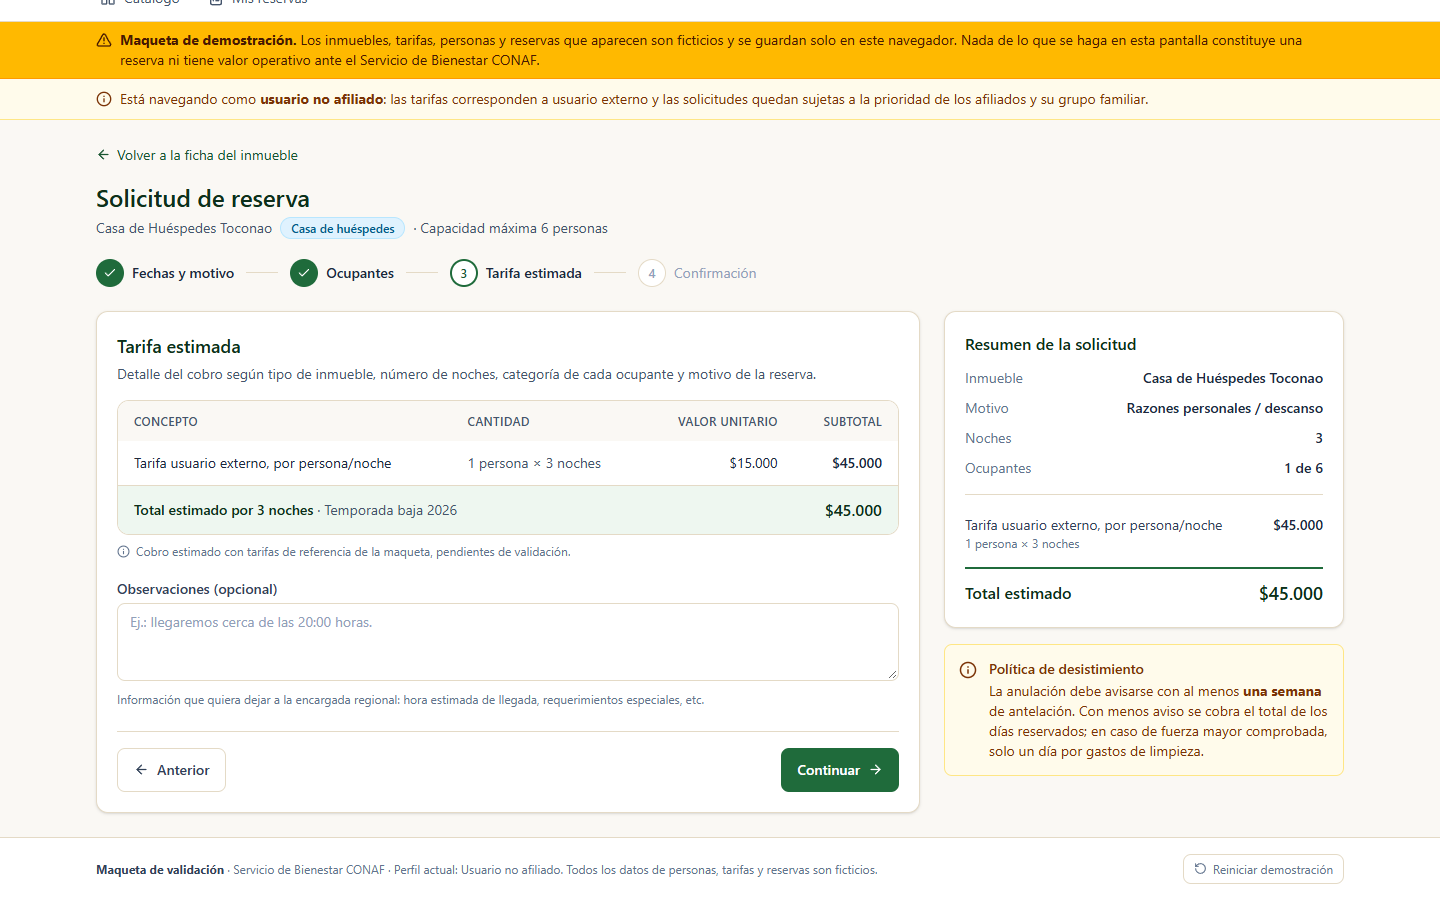 Catálogo Mis reservas
Maqueta de demostración. Los inmuebles, tarifas, personas y reservas que aparecen son ficticios y se guardan solo en este navegador. Nada de lo que se haga en esta pantalla constituye una
reserva ni tiene valor operativo ante el Servicio de Bienestar CONAF.
Está navegando como usuario no afiliado: las tarifas corresponden a usuario externo y las solicitudes quedan sujetas a la prioridad de los afiliados y su grupo familiar.
Volver a la ficha del inmueble
Solicitud de reserva
Casa de Huéspedes Toconao Casa de huéspedes · Capacidad máxima 6 personas
Fechas y motivo Ocupantes 3 Tarifa estimada 4 Confirmación
Tarifa estimada
Detalle del cobro según tipo de inmueble, número de noches, categoría de cada ocupante y motivo de la reserva.
CONCEPTO CANTIDAD VALOR UNITARIO SUBTOTAL
Tarifa usuario externo, por persona/noche 1 persona × 3 noches $15.000 $45.000
Total estimado por 3 noches · Temporada baja 2026 $45.000
Cobro estimado con tarifas de referencia de la maqueta, pendientes de validación.
Observaciones (opcional)
Ej.: llegaremos cerca de las 20:00 horas.
Información que quiera dejar a la encargada regional: hora estimada de llegada, requerimientos especiales, etc.
Anterior Continuar
Resumen de la solicitud
Inmueble Casa de Huéspedes Toconao
Motivo Razones personales / descanso
Noches 3
Ocupantes 1 de 6
Tarifa usuario externo, por persona/noche $45.000
1 persona × 3 noches
Total estimado $45.000
Política de desistimiento
La anulación debe avisarse con al menos una semana
de antelación. Con menos aviso se cobra el total de los
días reservados; en caso de fuerza mayor comprobada,
solo un día por gastos de limpieza.
Maqueta de validación · Servicio de Bienestar CONAF · Perfil actual: Usuario no afiliado. Todos los datos de personas, tarifas y reservas son ficticios.
Reiniciar demostración